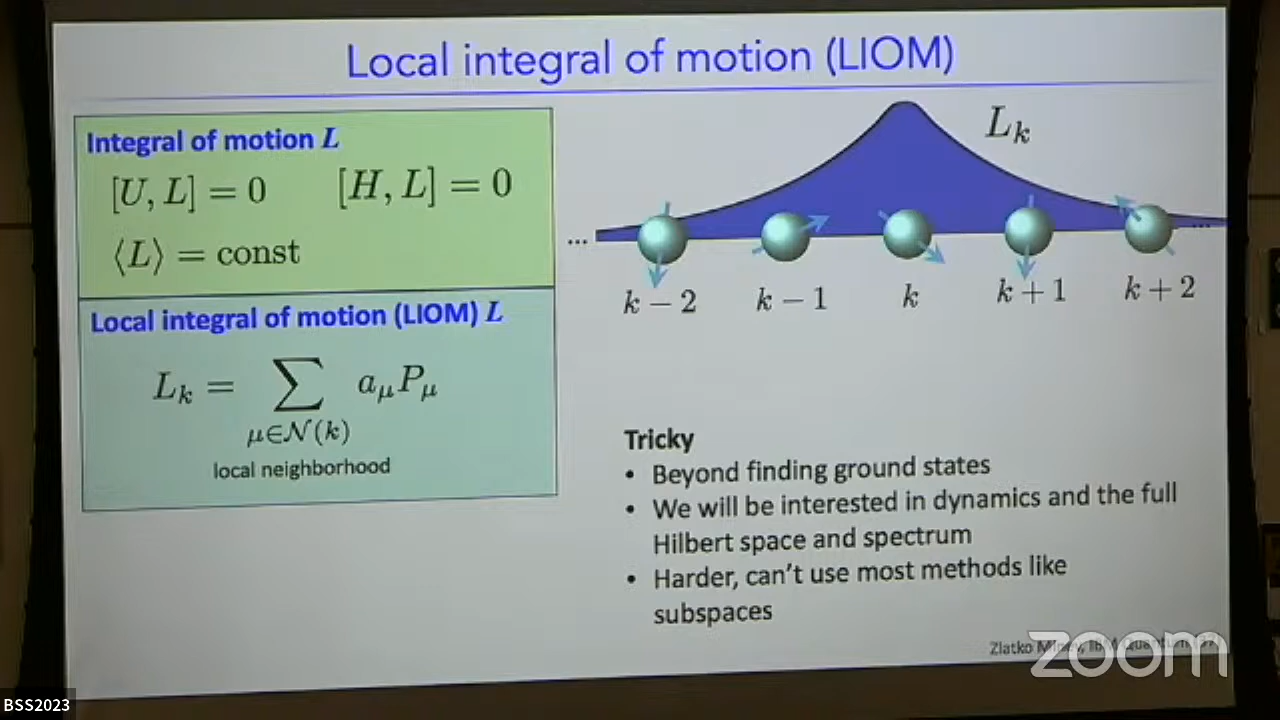 Local integral of motion (LIOM)
Integral of motion L
[U, L] = 0 [H, L] = 0
⟨L⟩ = const
Local integral of motion (LIOM) L
L_k = ∑ a_μ P_μ
μ∈N(k)
local neighborhood
L_k
... ...
k − 2 k − 1 k k + 1 k + 2
Tricky
• Beyond finding ground states
• We will be interested in dynamics and the full
Hilbert space and spectrum
• Harder, can't use most methods like
subspaces
Zlatko
zoom
BSS2023